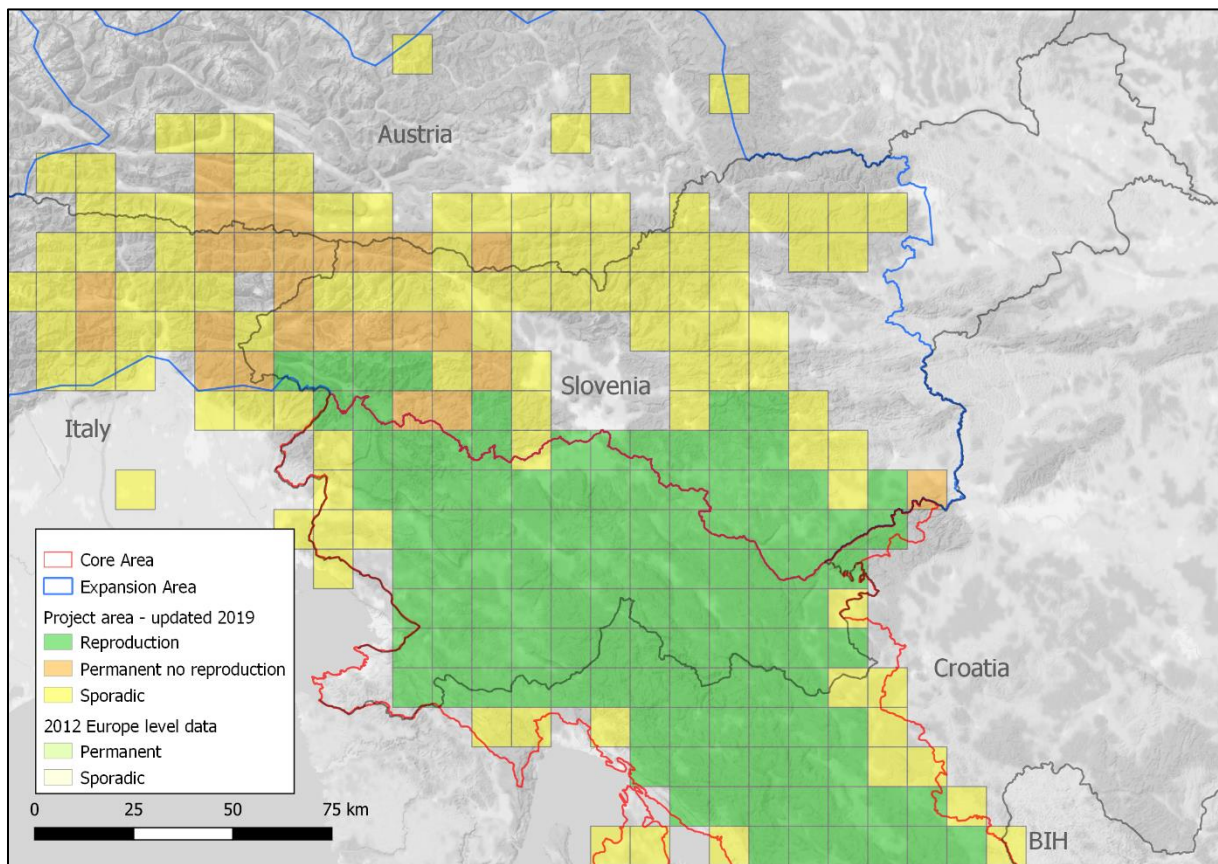 Austria
Slovenia
Italy
Croatia
BIH
Core Area
Expansion Area
Project area - updated 2019
Reproduction
Permanent no reproduction
Sporadic
2012 Europe level data
Permanent
Sporadic
0 25 50 75 km